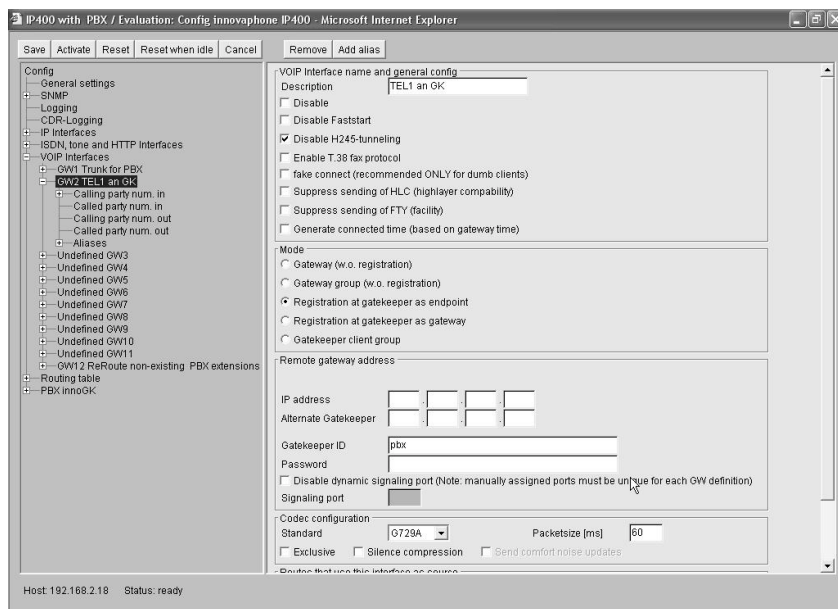 IP400 with PBX / Evaluation: Config innovaphone IP400 - Microsoft Internet Explorer
Save Activate Reset Reset when idle Cancel Remove Add alias
Config
General settings
SNMP
Logging
CDR-Logging
IP Interfaces
ISDN, tone and HTTP Interfaces
VOIP Interfaces
GW1 Trunk for PBX
GW2 TEL1 an GK
Calling party num. in
Called party num. in
Calling party num. out
Called party num. out
Aliases
Undefined GW3
Undefined GW4
Undefined GW5
Undefined GW6
Undefined GW7
Undefined GW8
Undefined GW9
Undefined GW10
Undefined GW11
GW12 ReRoute non-existing PBX extensions
Routing table
PBX innoGK
VOIP Interface name and general config
Description TEL1 an GK
Disable
Disable Faststart
Disable H245-tunneling
Enable T.38 fax protocol
fake connect (recommended ONLY for dumb clients)
Suppress sending of HLC (highlayer compability)
Suppress sending of FTY (facility)
Generate connected time (based on gateway time)
Mode
Gateway (w.o. registration)
Gateway group (w.o. registration)
Registration at gatekeeper as endpoint
Registration at gatekeeper as gateway
Gatekeeper client group
Remote gateway address
IP address . . .
Alternate Gatekeeper . . .
Gatekeeper ID pbx
Password
Disable dynamic signaling port (Note: manually assigned ports must be unique for each GW definition)
Signaling port
Codec configuration
Standard G729A Packetsize [ms] 60
Exclusive Silence compression Send comfort noise updates
Routes that use this interface as source
Host: 192.168.2.18 Status: ready